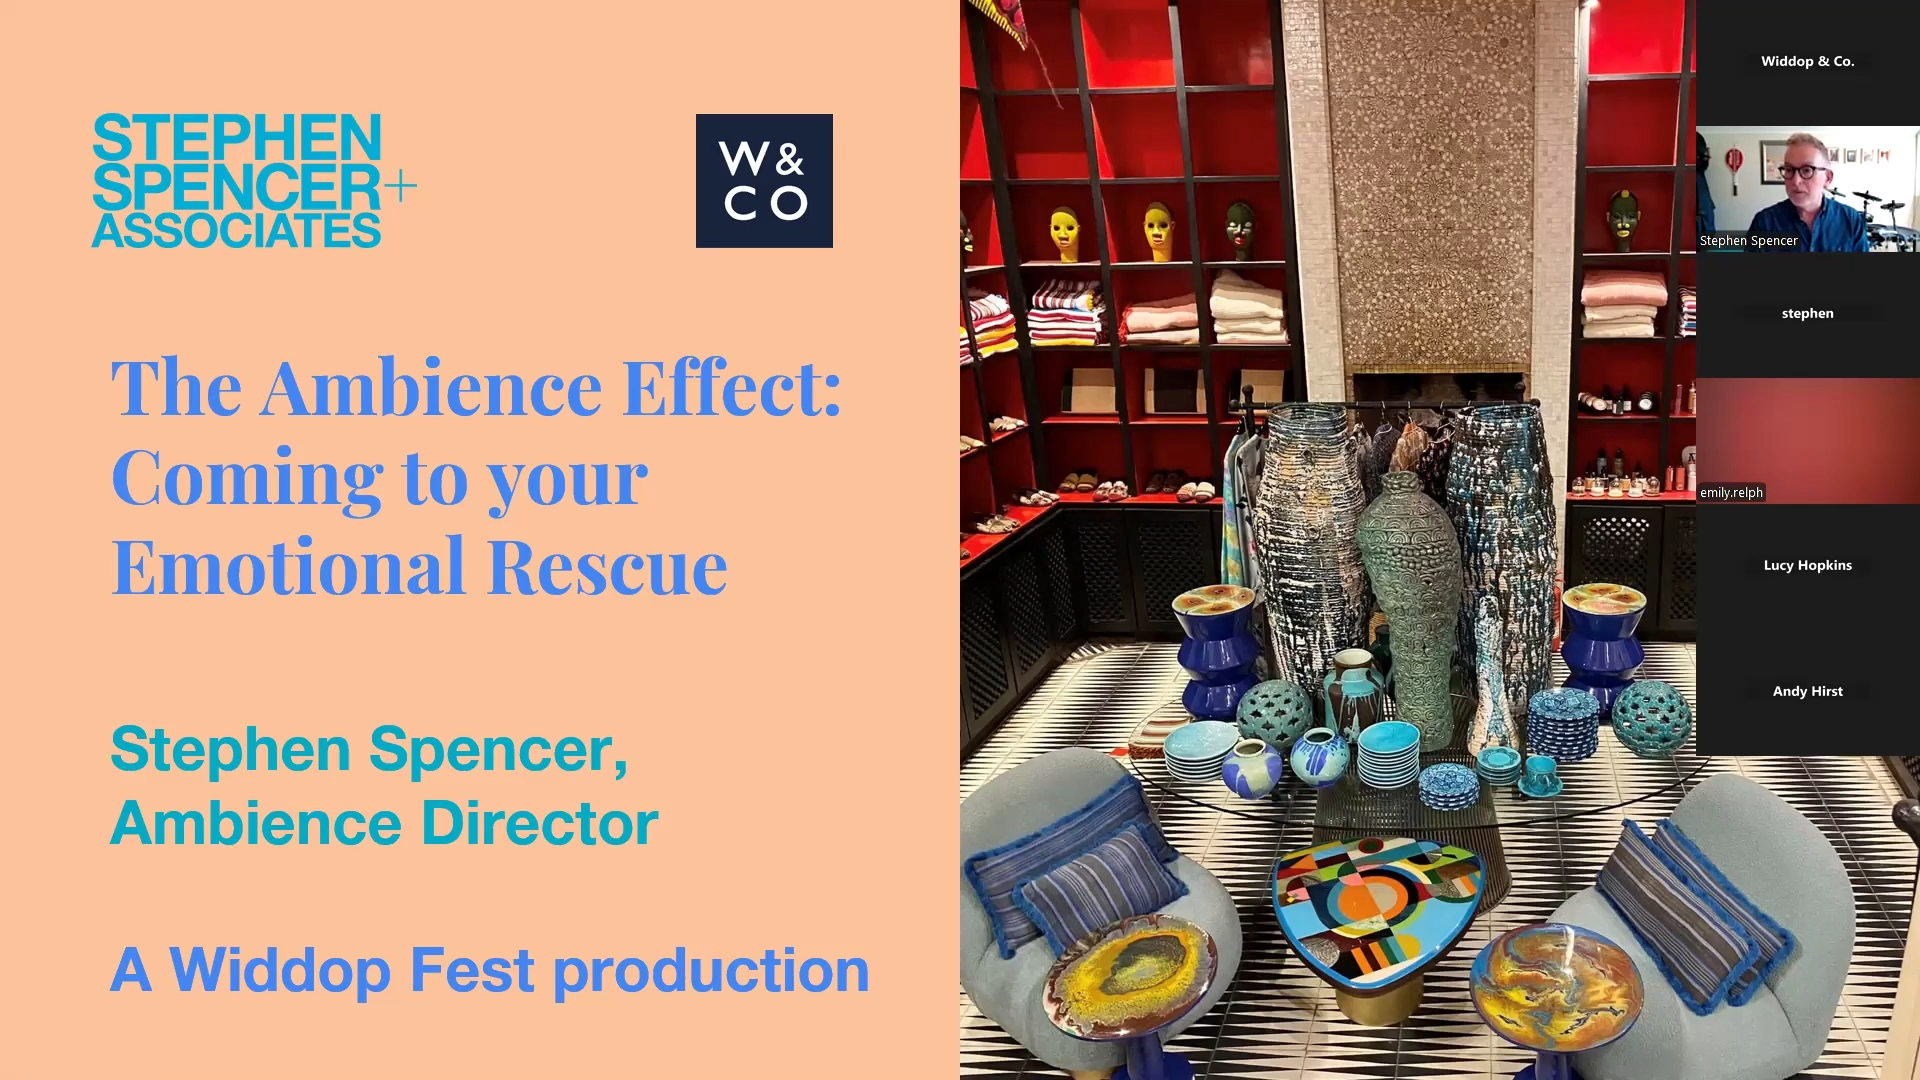 STEPHEN
SPENCER+
ASSOCIATES
W&
CO
The Ambience Effect:
Coming to your
Emotional Rescue
Stephen Spencer,
Ambience Director
A Widdop Fest production
Widdop & Co.
Stephen Spencer
stephen
emily.relph
Lucy Hopkins
Andy Hirst